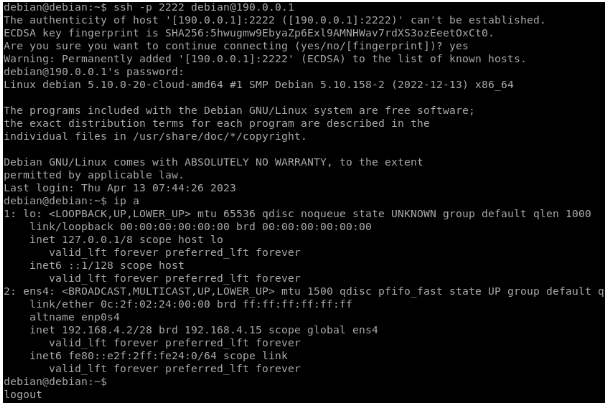 debian@debian:~$ ssh -p 2222 debian@190.0.0.1
The authenticity of host '[190.0.0.1]:2222 ([190.0.0.1]:2222)' can't be established.
ECDSA key fingerprint is SHA256:5hwugmw9EbyaZp6Exl9AMNHWav7rdXS3ozEeetOxCt0.
Are you sure you want to continue connecting (yes/no/[fingerprint])? yes
Warning: Permanently added '[190.0.0.1]:2222' (ECDSA) to the list of known hosts.
debian@190.0.0.1's password:
Linux debian 5.10.0-20-cloud-amd64 #1 SMP Debian 5.10.158-2 (2022-12-13) x86_64
The programs included with the Debian GNU/Linux system are free software;
the exact distribution terms for each program are described in the
individual files in /usr/share/doc/*/copyright.
Debian GNU/Linux comes with ABSOLUTELY NO WARRANTY, to the extent
permitted by applicable law.
Last login: Thu Apr 13 07:44:26 2023
debian@debian:~$ ip a
1: lo: <LOOPBACK,UP,LOWER_UP> mtu 65536 qdisc noqueue state UNKNOWN group default qlen 1000
link/loopback 00:00:00:00:00:00 brd 00:00:00:00:00:00
inet 127.0.0.1/8 scope host lo
valid_lft forever preferred_lft forever
inet6 ::1/128 scope host
valid_lft forever preferred_lft forever
2: ens4: <BROADCAST,MULTICAST,UP,LOWER_UP> mtu 1500 qdisc pfifo_fast state UP group default q
link/ether 0c:2f:02:24:00:00 brd ff:ff:ff:ff:ff:ff
altname enp0s4
inet 192.168.4.2/28 brd 192.168.4.15 scope global ens4
valid_lft forever preferred_lft forever
inet6 fe80::e2f:2ff:fe24:0/64 scope link
valid_lft forever preferred_lft forever
debian@debian:~$
logout